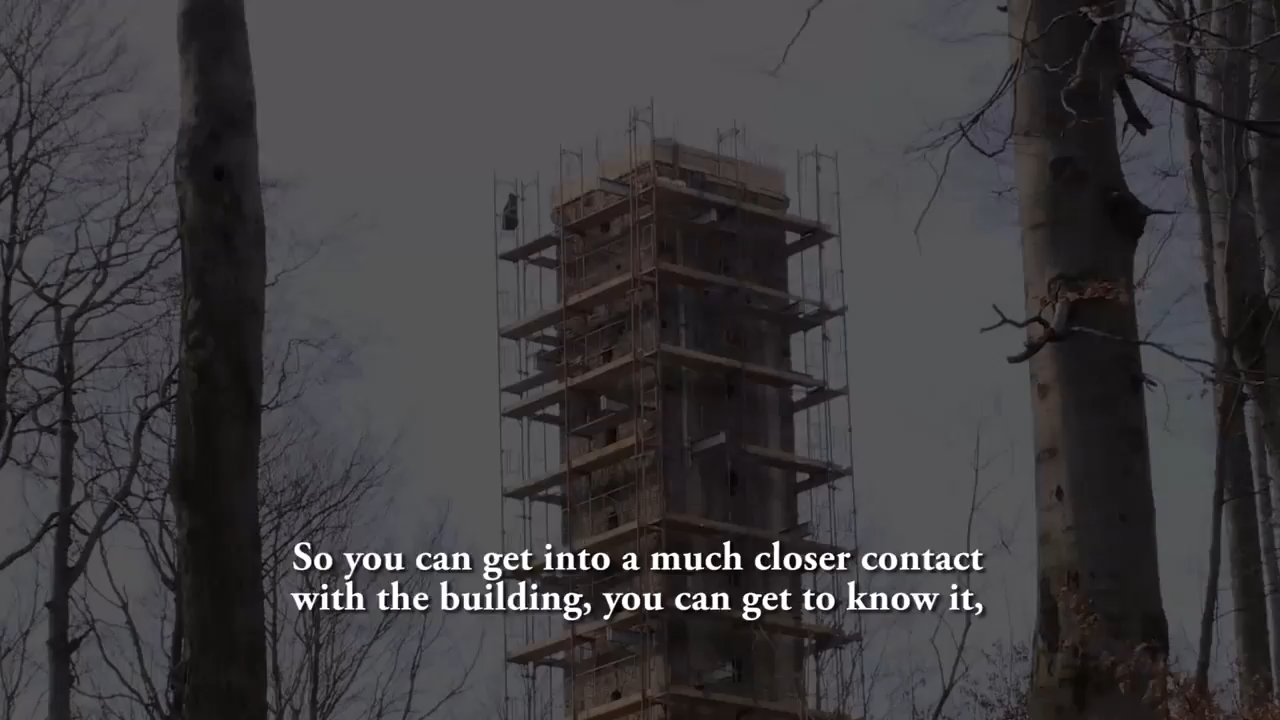 So you can get into a much closer contact
with the building, you can get to know it,